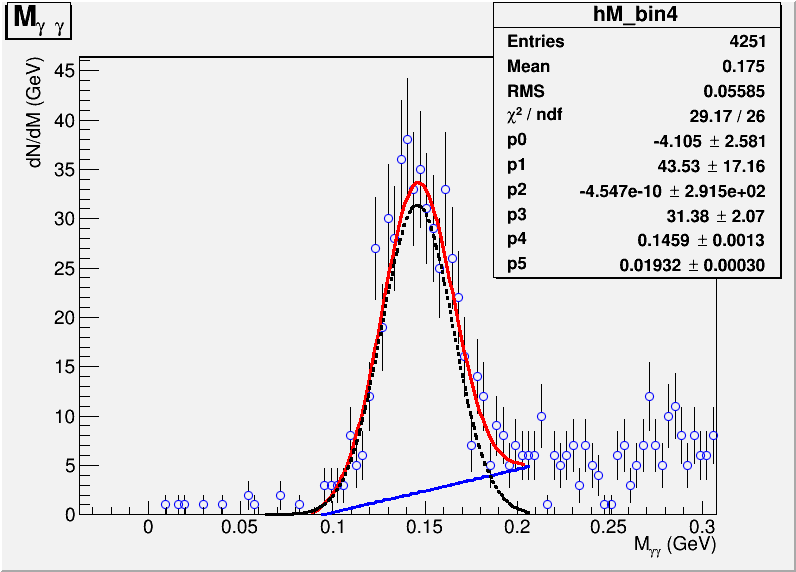 M γ γ
hM_bin4
Entries 4251
Mean 0.175
RMS 0.05585
χ² / ndf 29.17 / 26
p0 -4.105 ± 2.581
p1 43.53 ± 17.16
p2 -4.547e-10 ± 2.915e+02
p3 31.38 ± 2.07
p4 0.1459 ± 0.0013
p5 0.01932 ± 0.00030
dN/dM (GeV)
45
40
35
30
25
20
15
10
5
0
0 0.05 0.1 0.15 0.2 0.25 0.3
Mγγ (GeV)